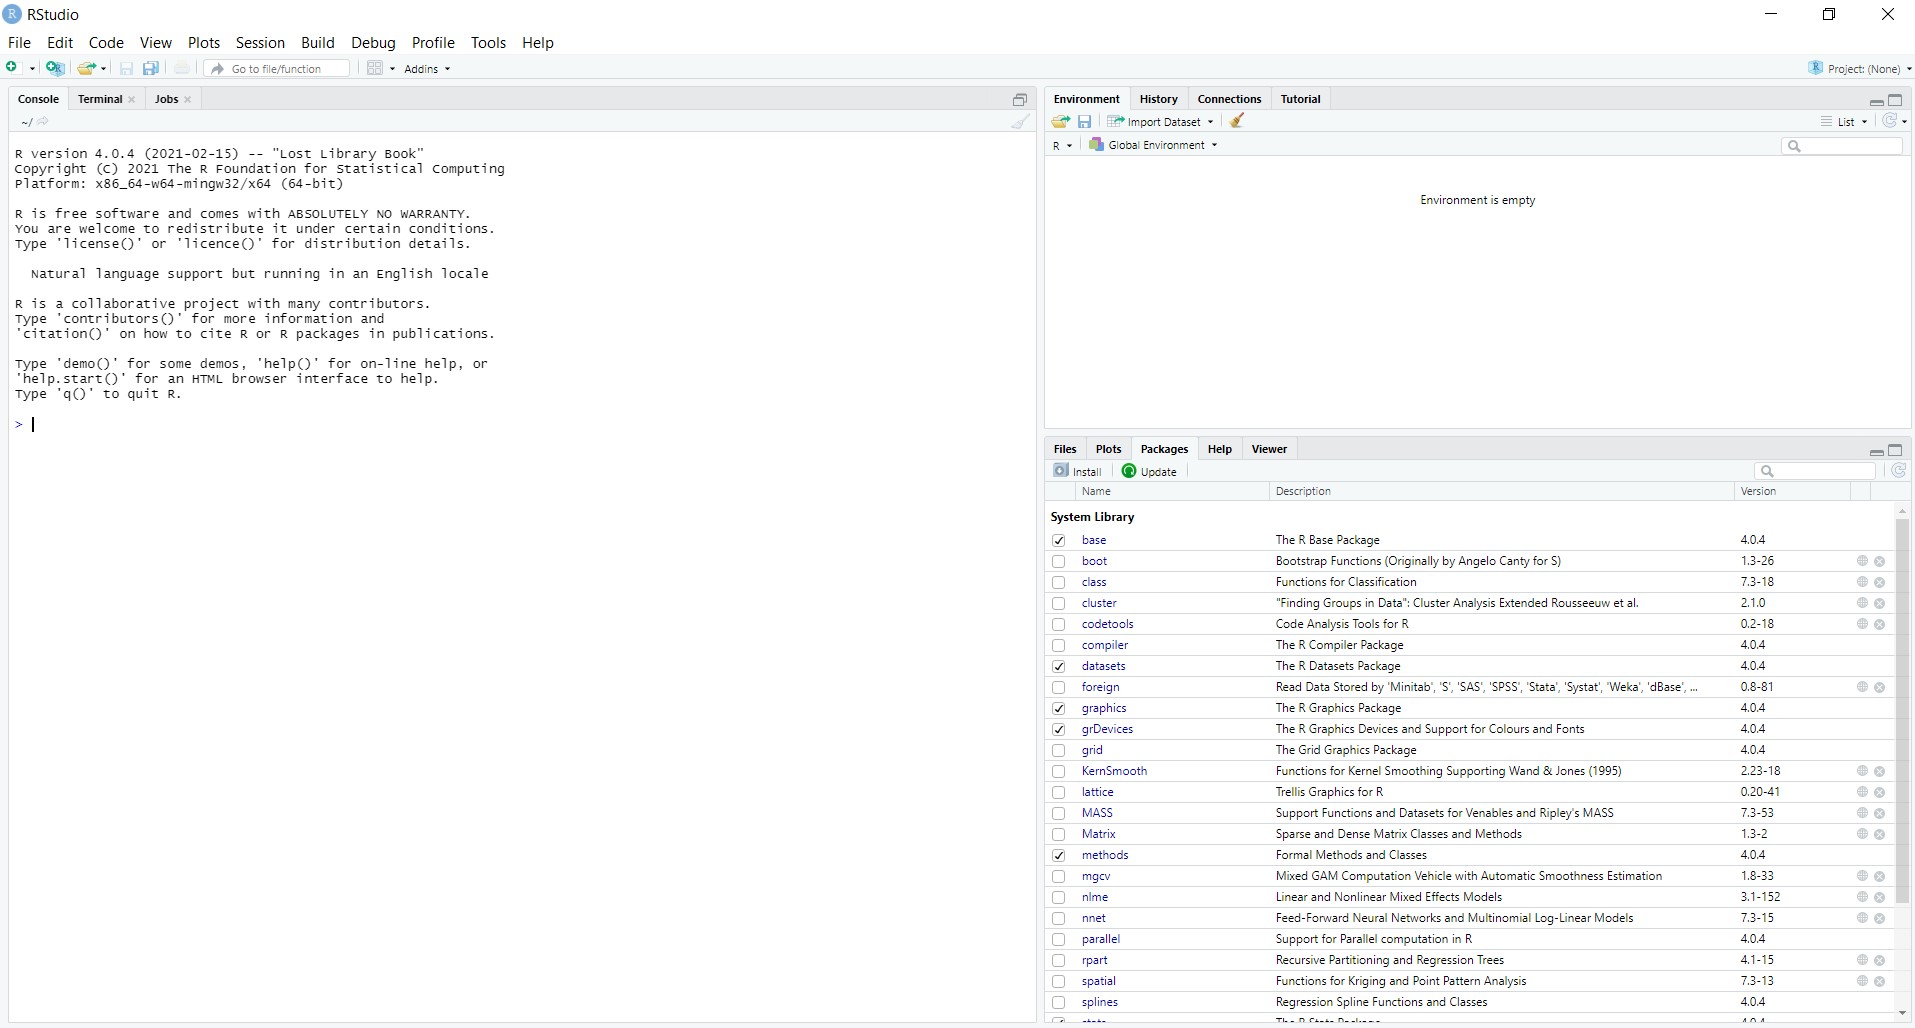 RStudio
File Edit Code View Plots Session Build Debug Profile Tools Help
Go to file/function Addins Project: (None)
Console Terminal Jobs
~/
R version 4.0.4 (2021-02-15) -- "Lost Library Book"
Copyright (C) 2021 The R Foundation for Statistical Computing
Platform: x86_64-w64-mingw32/x64 (64-bit)
R is free software and comes with ABSOLUTELY NO WARRANTY.
You are welcome to redistribute it under certain conditions.
Type 'license()' or 'licence()' for distribution details.
Natural language support but running in an English locale
R is a collaborative project with many contributors.
Type 'contributors()' for more information and
'citation()' on how to cite R or R packages in publications.
Type 'demo()' for some demos, 'help()' for on-line help, or
'help.start()' for an HTML browser interface to help.
Type 'q()' to quit R.
>
Environment History Connections Tutorial
Import Dataset List
R Global Environment
Environment is empty
Files Plots Packages Help Viewer
Install Update
Name Description Version
System Library
base The R Base Package 4.0.4
boot Bootstrap Functions (Originally by Angelo Canty for S) 1.3-26
class Functions for Classification 7.3-18
cluster "Finding Groups in Data": Cluster Analysis Extended Rousseeuw et al. 2.1.0
codetools Code Analysis Tools for R 0.2-18
compiler The R Compiler Package 4.0.4
datasets The R Datasets Package 4.0.4
foreign Read Data Stored by 'Minitab', 'S', 'SAS', 'SPSS', 'Stata', 'Systat', 'Weka', 'dBase', ... 0.8-81
graphics The R Graphics Package 4.0.4
grDevices The R Graphics Devices and Support for Colours and Fonts 4.0.4
grid The Grid Graphics Package 4.0.4
KernSmooth Functions for Kernel Smoothing Supporting Wand & Jones (1995) 2.23-18
lattice Trellis Graphics for R 0.20-41
MASS Support Functions and Datasets for Venables and Ripley's MASS 7.3-53
Matrix Sparse and Dense Matrix Classes and Methods 1.3-2
methods Formal Methods and Classes 4.0.4
mgcv Mixed GAM Computation Vehicle with Automatic Smoothness Estimation 1.8-33
nlme Linear and Nonlinear Mixed Effects Models 3.1-152
nnet Feed-Forward Neural Networks and Multinomial Log-Linear Models 7.3-15
parallel Support for Parallel computation in R 4.0.4
rpart Recursive Partitioning and Regression Trees 4.1-15
spatial Functions for Kriging and Point Pattern Analysis 7.3-13
splines Regression Spline Functions and Classes 4.0.4